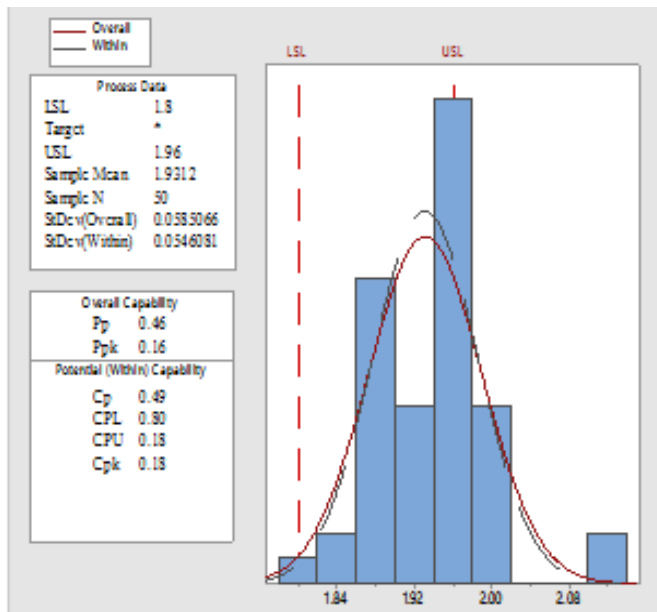 Overall
Within
LSL
USL
Process Data
LSL 1.8
Target *
USL 1.96
Sample Mean 1.9312
Sample N 50
StDev(Overall) 0.0585066
StDev(Within) 0.0546081
Overall Capability
Pp 0.46
Ppk 0.16
Potential (Within) Capability
Cp 0.49
CPL 0.80
CPU 0.18
Cpk 0.18
1.84 1.92 2.00 2.08